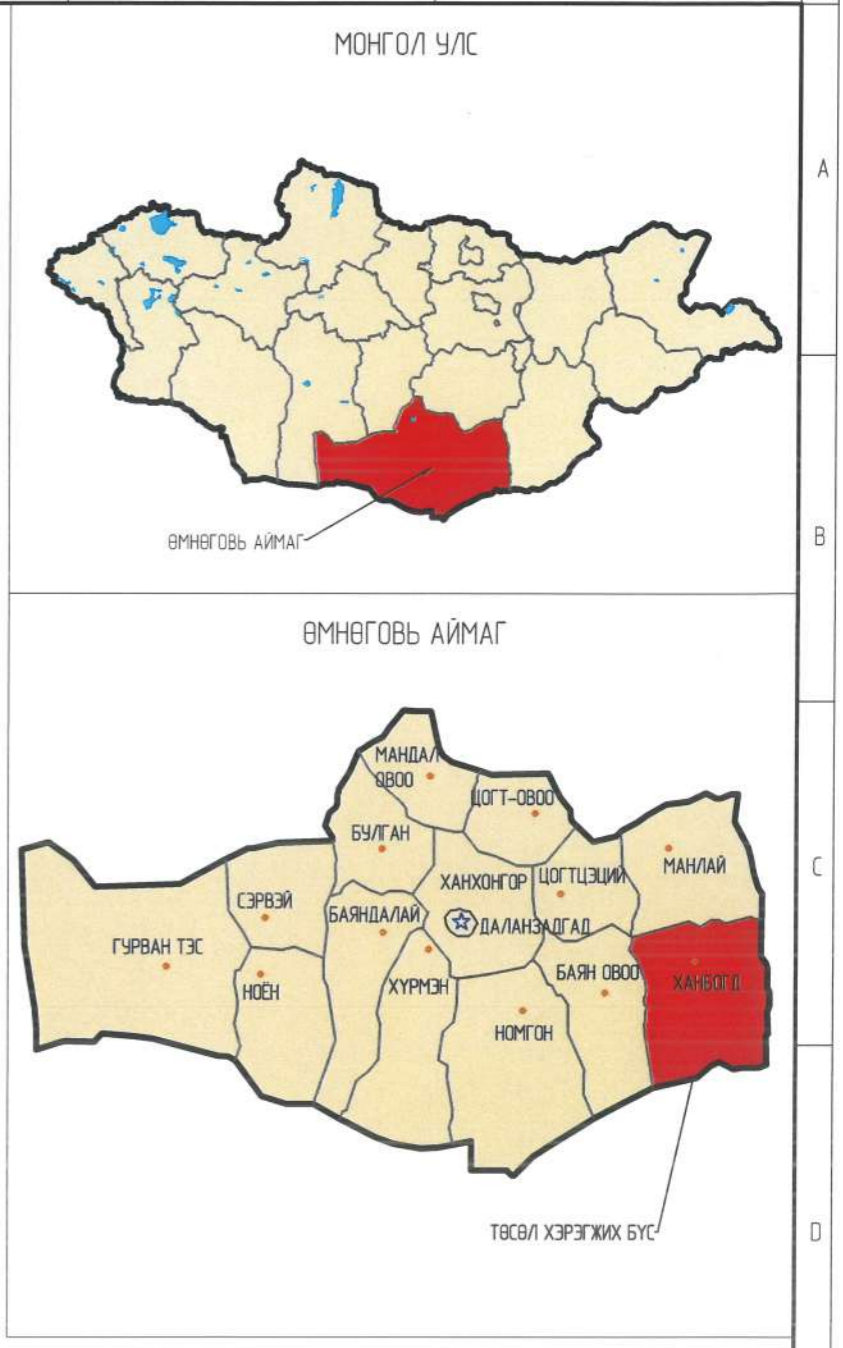 МОНГОЛ УЛС
A
ӨМНӨГОВЬ АЙМАГ
B
ӨМНӨГОВЬ АЙМАГ
МАНДАЛ
ОВОО
ЦОГТ-ОВОО
БУЛГАН
ХАНХОНГОР
ЦОГТЦЭЦИЙ
МАНЛАЙ
C
СЭРВЭЙ
БАЯНДАЛАЙ
ДАЛАНЗАДГАД
ГУРВАН ТЭС
НОЁН
ХҮРМЭН
БАЯН ОВОО
ХАНБОГД
НОМГОН
ТӨСӨЛ ХЭРЭГЖИХ БҮС
D